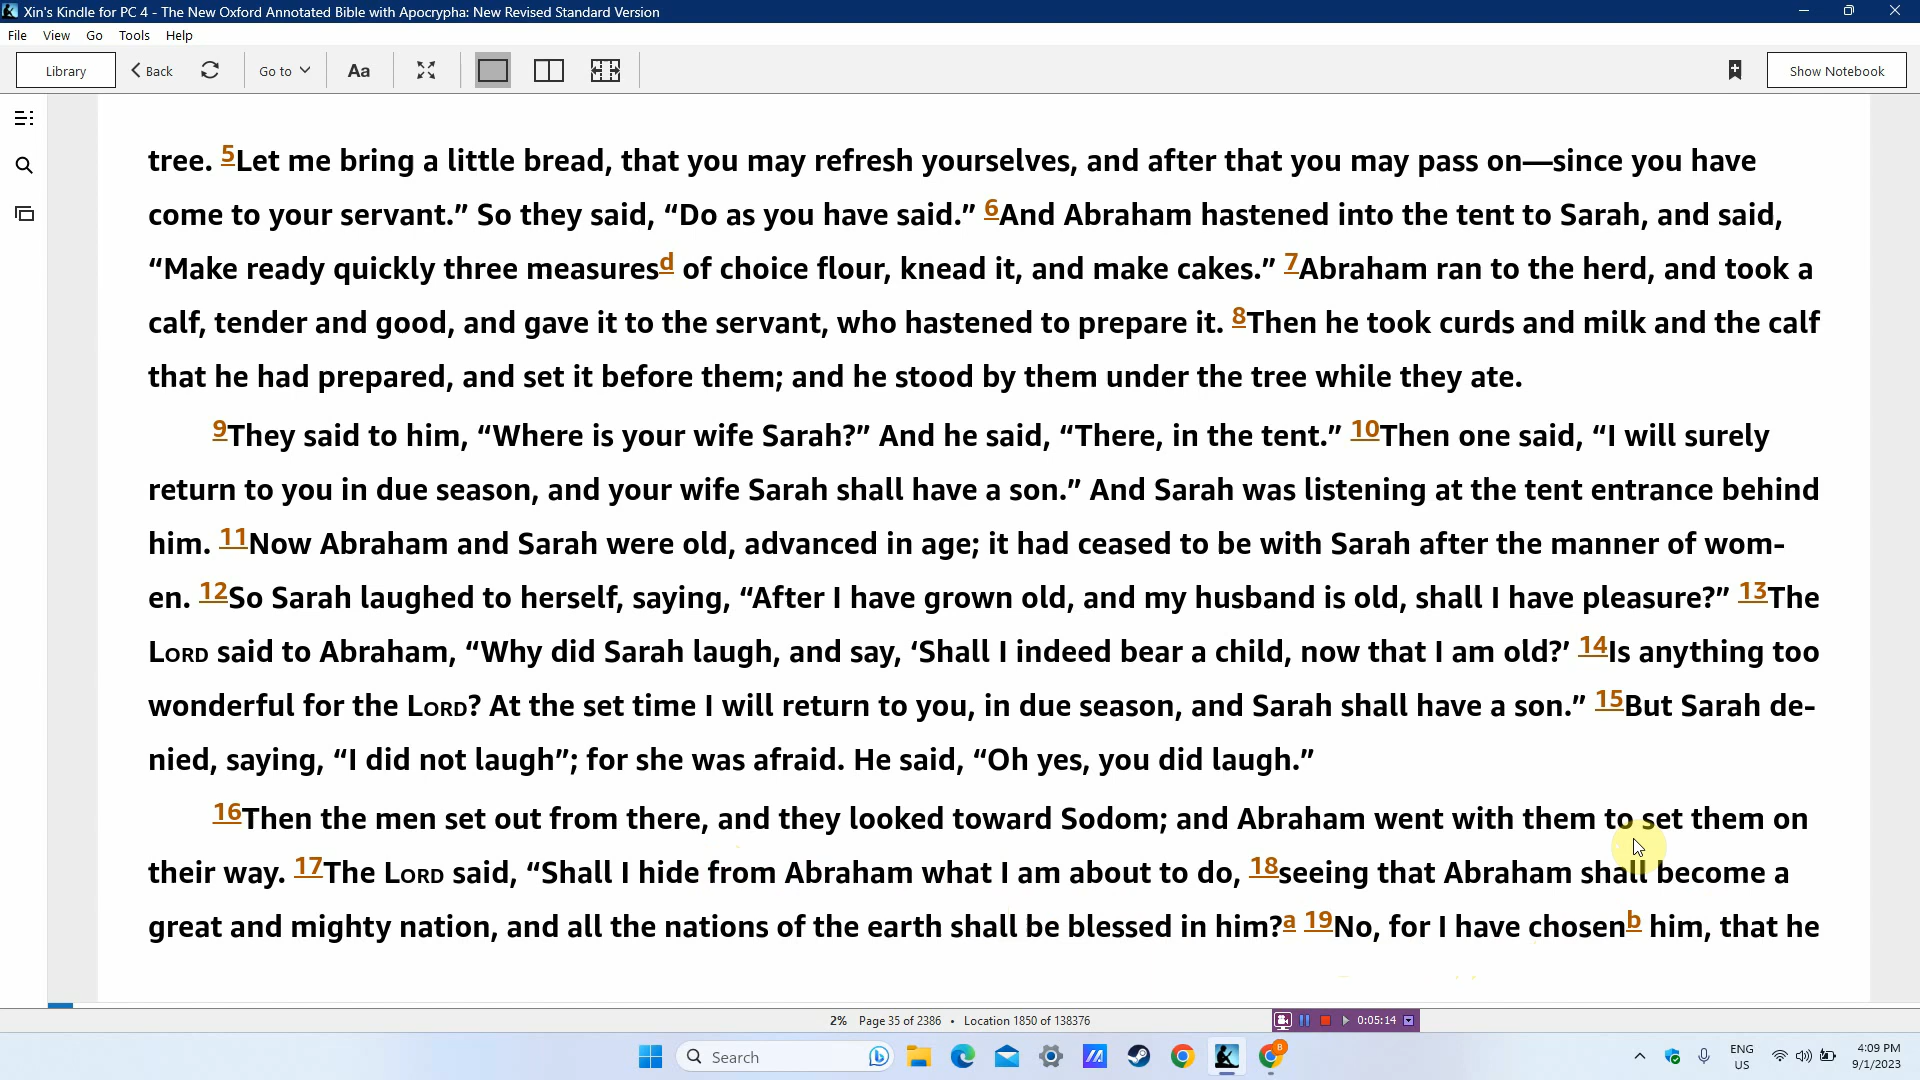 Xin's Kindle for PC 4 - The New Oxford Annotated Bible with Apocrypha: New Revised Standard Version
File View Go Tools Help
Library Back Go to Aa Show Notebook
tree. 5Let me bring a little bread, that you may refresh yourselves, and after that you may pass on—since you have
come to your servant.” So they said, “Do as you have said.” 6And Abraham hastened into the tent to Sarah, and said,
“Make ready quickly three measuresd of choice flour, knead it, and make cakes.” 7Abraham ran to the herd, and took a
calf, tender and good, and gave it to the servant, who hastened to prepare it. 8Then he took curds and milk and the calf
that he had prepared, and set it before them; and he stood by them under the tree while they ate.
9They said to him, “Where is your wife Sarah?” And he said, “There, in the tent.” 10Then one said, “I will surely
return to you in due season, and your wife Sarah shall have a son.” And Sarah was listening at the tent entrance behind
him. 11Now Abraham and Sarah were old, advanced in age; it had ceased to be with Sarah after the manner of wom-
en. 12So Sarah laughed to herself, saying, “After I have grown old, and my husband is old, shall I have pleasure?” 13The
LORD said to Abraham, “Why did Sarah laugh, and say, ‘Shall I indeed bear a child, now that I am old?’ 14Is anything too
wonderful for the LORD? At the set time I will return to you, in due season, and Sarah shall have a son.” 15But Sarah de-
nied, saying, “I did not laugh”; for she was afraid. He said, “Oh yes, you did laugh.”
16Then the men set out from there, and they looked toward Sodom; and Abraham went with them to set them on
their way. 17The LORD said, “Shall I hide from Abraham what I am about to do, 18seeing that Abraham shall become a
great and mighty nation, and all the nations of the earth shall be blessed in him?a 19No, for I have chosenb him, that he
2% Page 35 of 2386 • Location 1850 of 138376 0:05:14
Search ENG 4:09 PM
US 9/1/2023